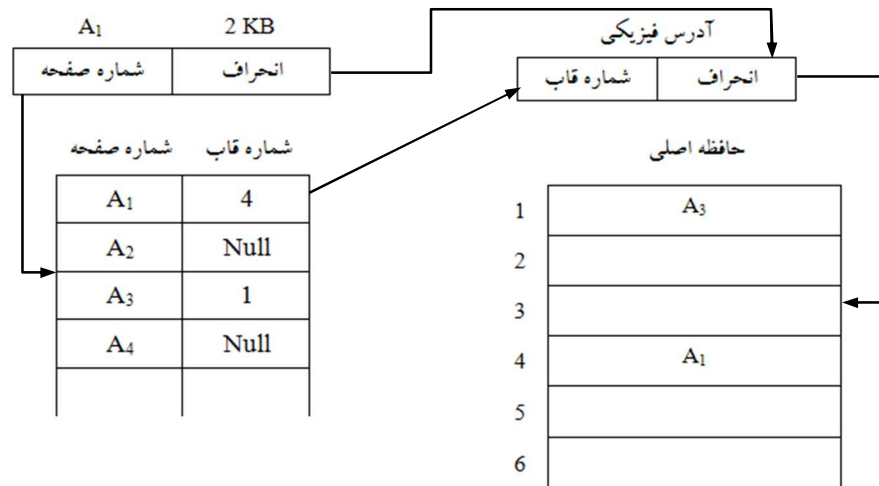 A₁ 2 KB
شماره صفحه انحراف
شماره صفحه شماره قاب
A₁ 4
A₂ Null
A₃ 1
A₄ Null
آدرس فیزیکی
شماره قاب انحراف
حافظه اصلی
1 A₃
2
3
4 A₁
5
6